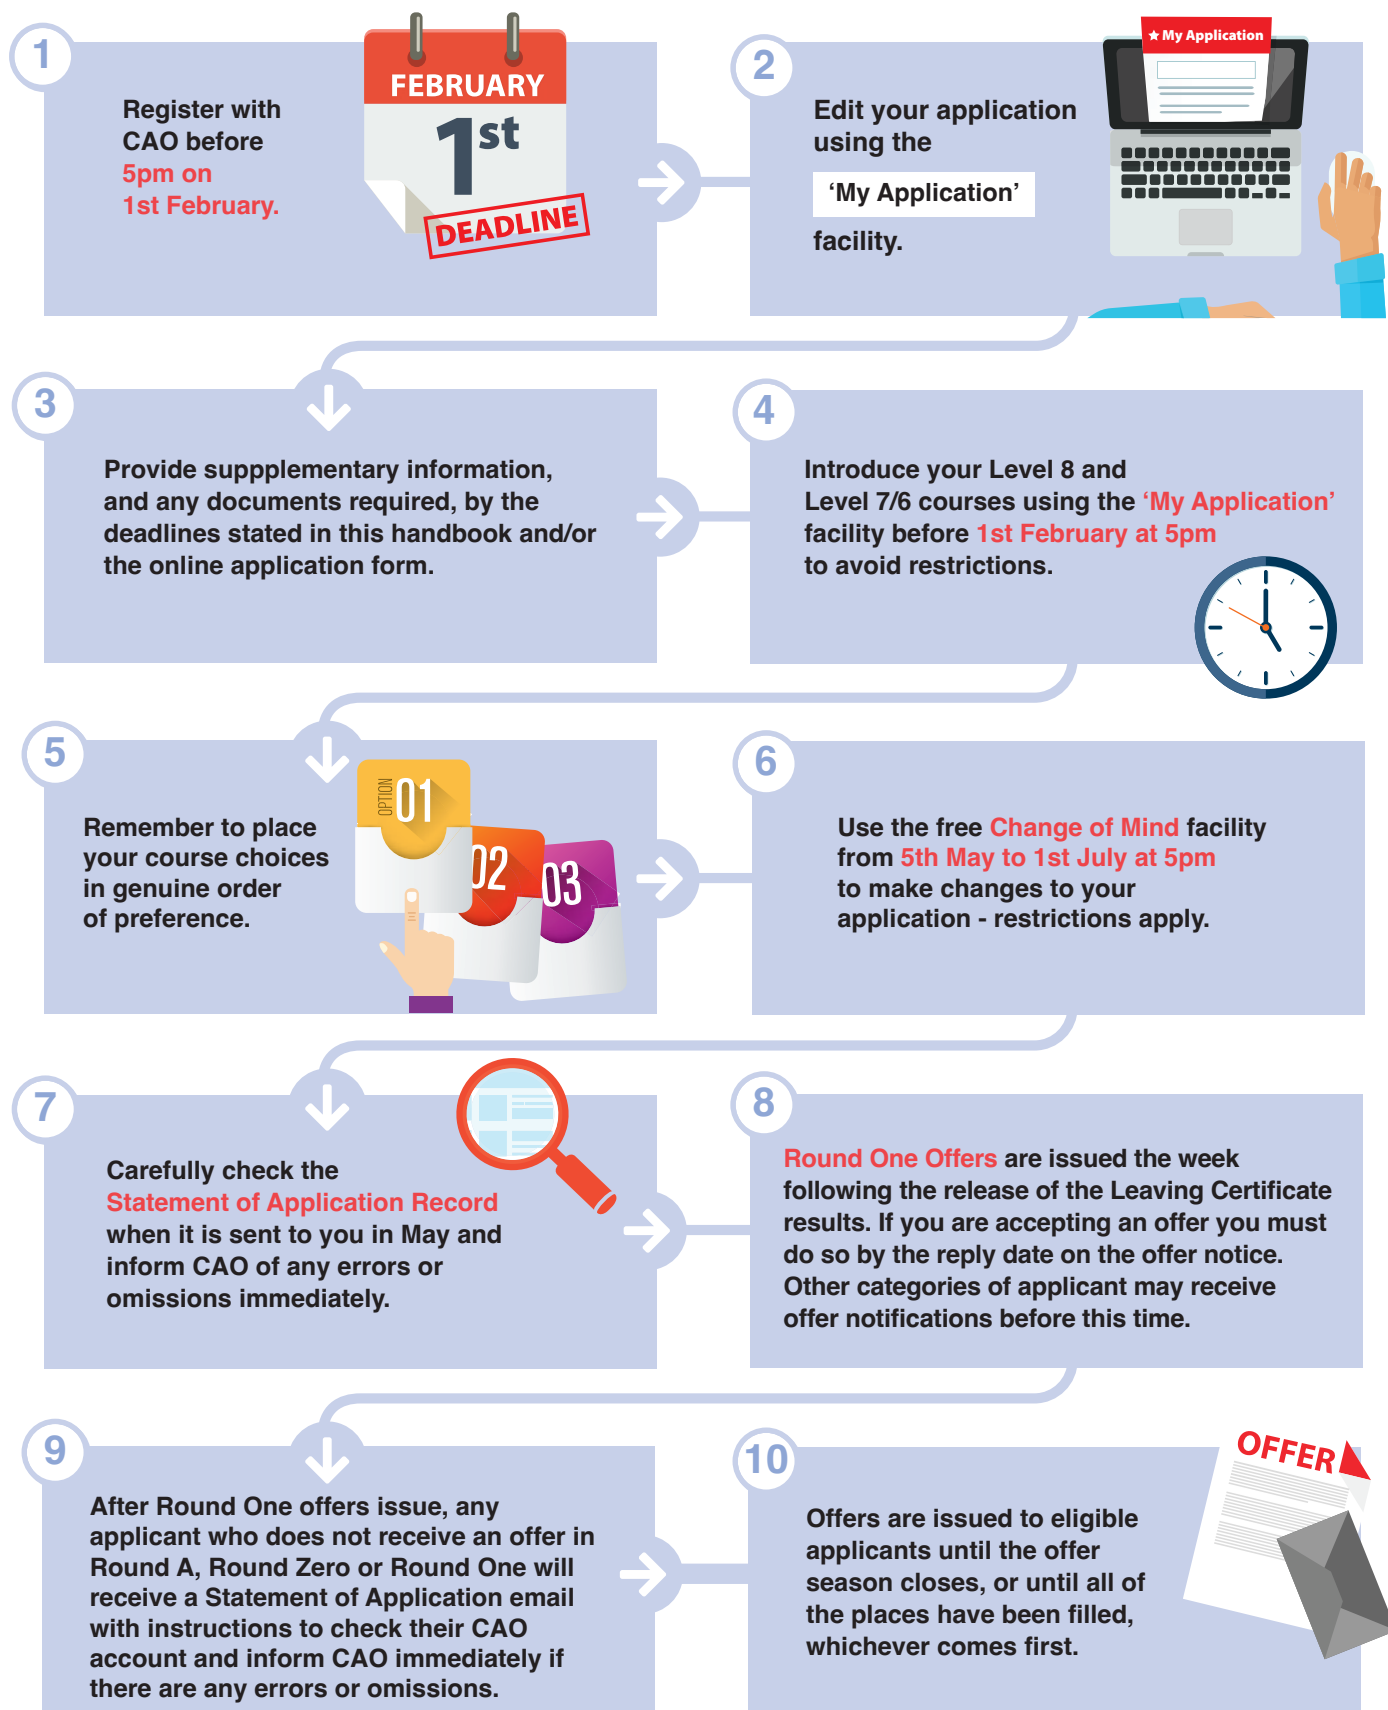 1
Register with
CAO before
5pm on
1st February.
FEBRUARY
1st
DEADLINE
2
Edit your application
using the
‘My Application’
facility.
★ My Application
3
Provide suppplementary information,
and any documents required, by the
deadlines stated in this handbook and/or
the online application form.
4
Introduce your Level 8 and
Level 7/6 courses using the ‘My Application’
facility before 1st February at 5pm
to avoid restrictions.
5
Remember to place
your course choices
in genuine order
of preference.
OPTION 01
02
03
6
Use the free Change of Mind facility
from 5th May to 1st July at 5pm
to make changes to your
application - restrictions apply.
7
Carefully check the
Statement of Application Record
when it is sent to you in May and
inform CAO of any errors or
omissions immediately.
8
Round One Offers are issued the week
following the release of the Leaving Certificate
results. If you are accepting an offer you must
do so by the reply date on the offer notice.
Other categories of applicant may receive
offer notifications before this time.
9
After Round One offers issue, any
applicant who does not receive an offer in
Round A, Round Zero or Round One will
receive a Statement of Application email
with instructions to check their CAO
account and inform CAO immediately if
there are any errors or omissions.
10
Offers are issued to eligible
applicants until the offer
season closes, or until all of
the places have been filled,
whichever comes first.
OFFER